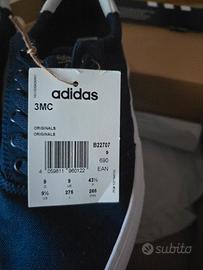 adidas
3MC
ORIGINALS
ORIGINALS
B22707
9
690
4 059811 960122
EAN
9 9 43⅓
9½ 275 265
subito